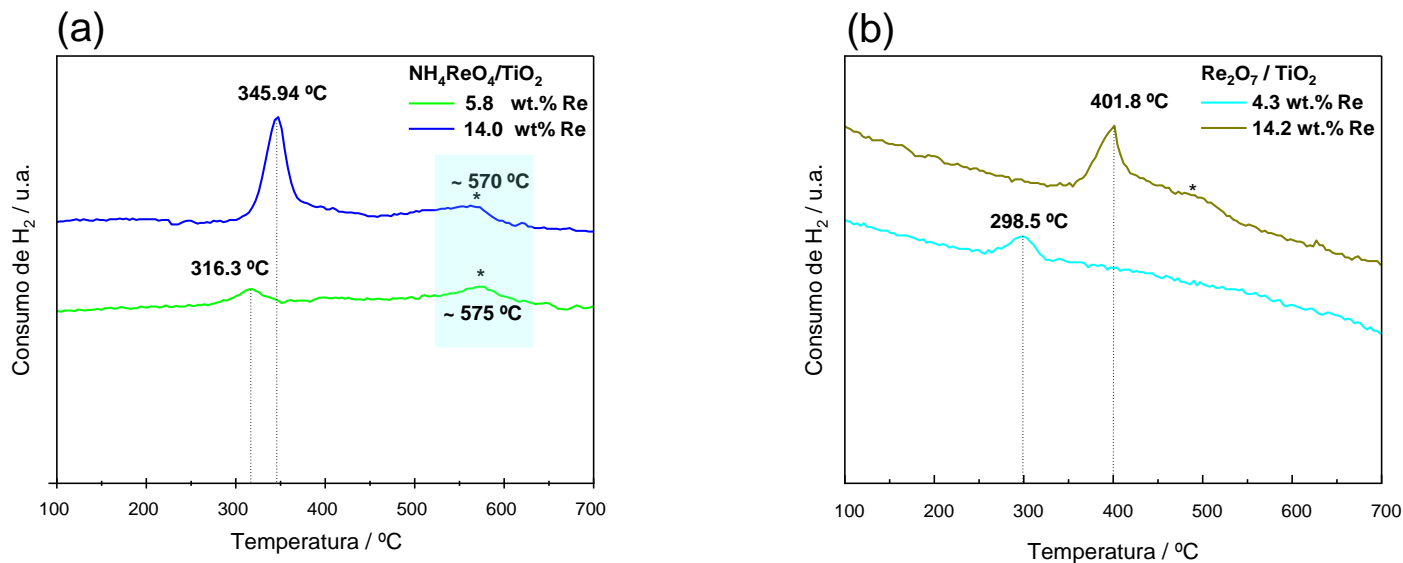 (a)
NH₄ReO₄/TiO₂
5.8 wt.% Re
14.0 wt% Re
345.94 ºC
~ 570 ºC
*
316.3 ºC
*
~ 575 ºC
Consumo de H₂ / u.a.
100 200 300 400 500 600 700
Temperatura / ºC
(b)
Re₂O₇ / TiO₂
4.3 wt.% Re
14.2 wt.% Re
401.8 ºC
*
298.5 ºC
Consumo de H₂ / u.a.
100 200 300 400 500 600 700
Temperatura / ºC